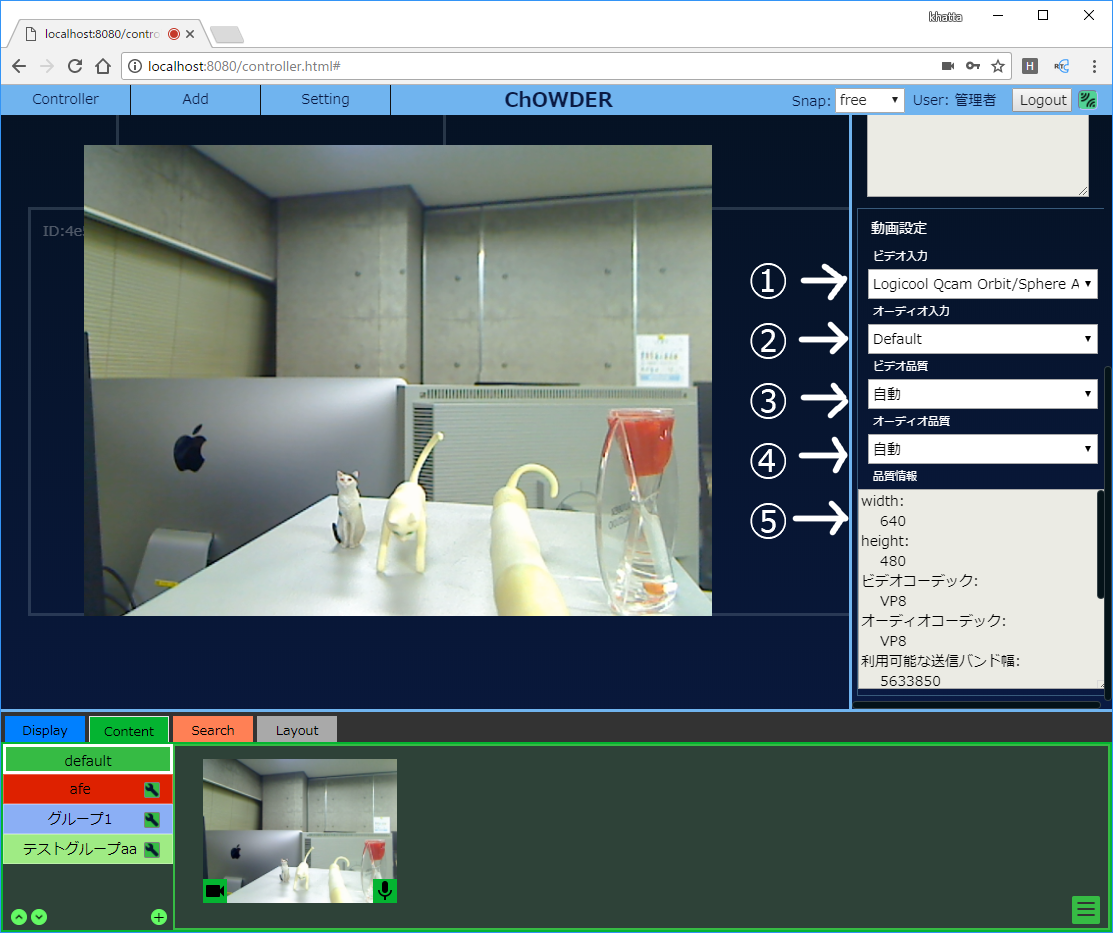 khatta
localhost:8080/contro
localhost:8080/controller.html#
H
Controller
Add
Setting
ChOWDER
Snap:
free
User: 管理者
Logout
ID:4e
動画設定
ビデオ入力
① Logicool Qcam Orbit/Sphere A
オーディオ入力
② Default
ビデオ品質
③ 自動
オーディオ品質
④ 自動
品質情報
⑤
width:
640
height:
480
ビデオコーデック:
VP8
オーディオコーデック:
VP8
利用可能な送信バンド幅:
5633850
Display
Content
Search
Layout
default
afe
グループ1
テストグループaa